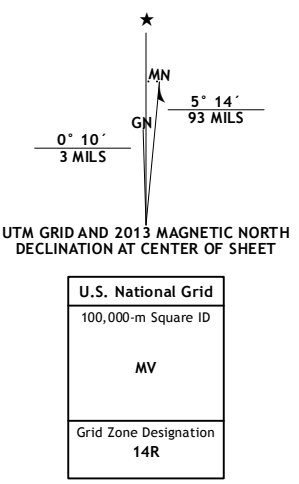 ★
MN
GN
5° 14´
93 MILS
0° 10´
3 MILS
UTM GRID AND 2013 MAGNETIC NORTH
DECLINATION AT CENTER OF SHEET
U.S. National Grid
100,000-m Square ID
MV
Grid Zone Designation
14R